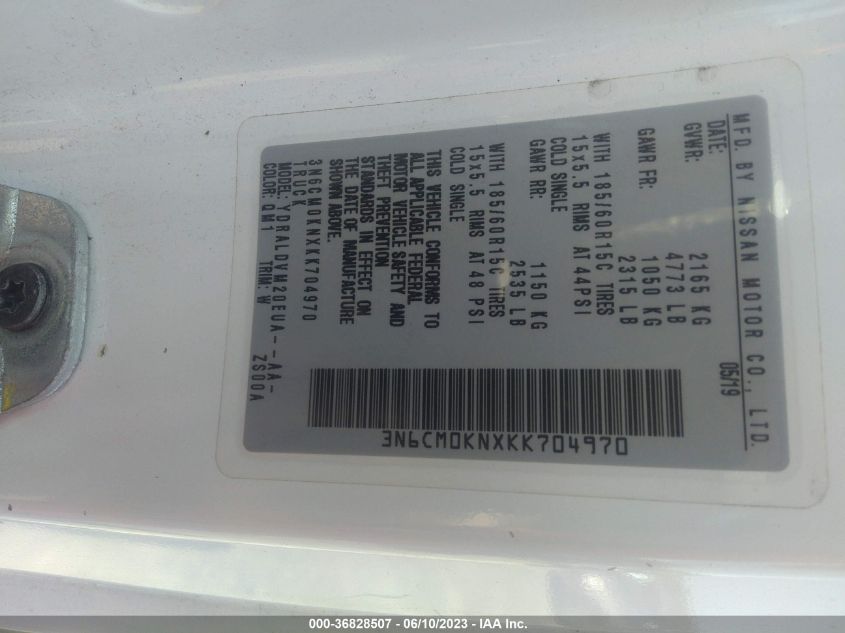 MFD. BY NISSAN MOTOR CO., LTD.
DATE: 05/19
GVWR: 2165 KG
4773 LB
GAWR FR: 1050 KG
2315 LB
WITH 185/60R15C TIRES
15x5.5 RIMS AT 44PSI
COLD SINGLE
GAWR RR: 1150 KG
2535 LB
WITH 185/60R15C TIRES
15x5.5 RIMS AT 48 PSI
COLD SINGLE
THIS VEHICLE CONFORMS TO
ALL APPLICABLE FEDERAL
MOTOR VEHICLE SAFETY AND
THEFT PREVENTION
STANDARDS IN EFFECT ON
THE DATE OF MANUFACTURE
SHOWN ABOVE.
3N6CM0KNXKK704970
TRUCK
MODEL: YDRALDVM20EUA--AA-
COLOR: QM1 TRIM: W ZS00A
3N6CM0KNXKK704970
000-36828507 - 06/10/2023 - IAA Inc.